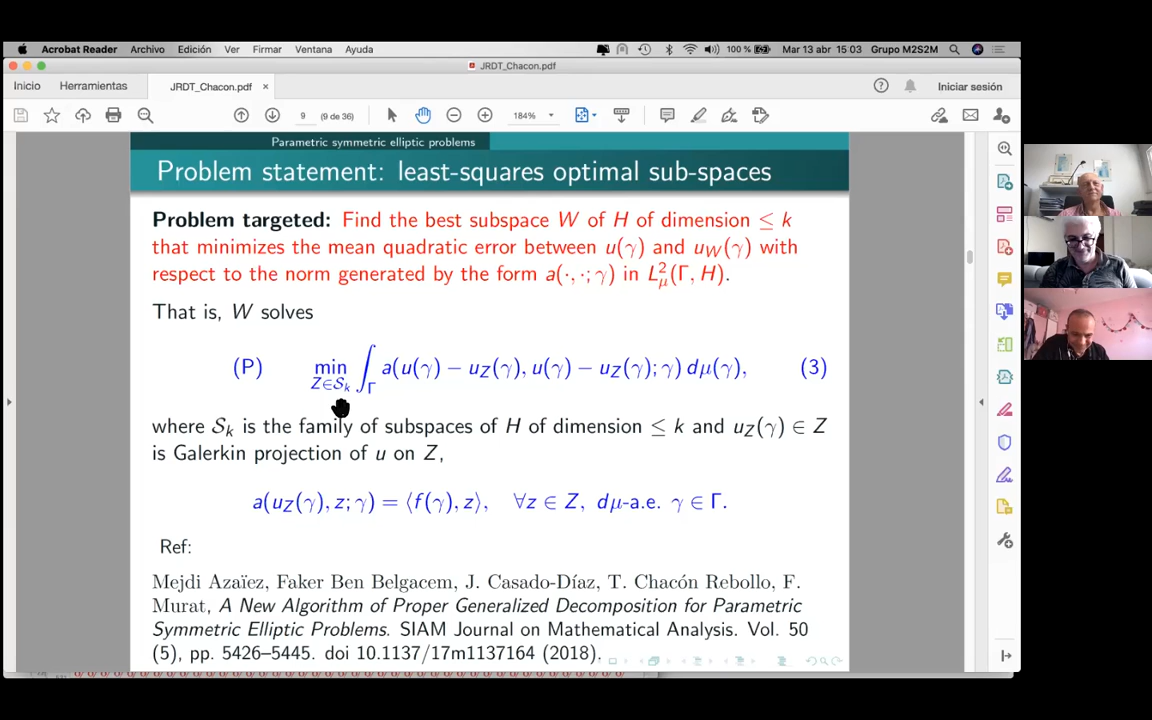 Acrobat Reader Archivo Edición Ver Firmar Ventana Ayuda 100 % Mar 13 abr 15 03 Grupo M2S2M
JRDT_Chacon.pdf
Inicio Herramientas JRDT_Chacon.pdf × Iniciar sesión
9 (9 de 36) 184%
Parametric symmetric elliptic problems
Problem statement: least-squares optimal sub-spaces
Problem targeted: Find the best subspace W of H of dimension ≤ k
that minimizes the mean quadratic error between u(γ) and u_W(γ) with
respect to the norm generated by the form a(·,·;γ) in L²_μ(Γ, H).
That is, W solves
(P) min_{Z∈S_k} ∫_Γ a(u(γ) − u_Z(γ), u(γ) − u_Z(γ); γ) dμ(γ), (3)
where S_k is the family of subspaces of H of dimension ≤ k and u_Z(γ) ∈ Z
is Galerkin projection of u on Z,
a(u_Z(γ), z; γ) = ⟨f(γ), z⟩, ∀z ∈ Z, dμ-a.e. γ ∈ Γ.
Ref:
Mejdi Azaïez, Faker Ben Belgacem, J. Casado-Díaz, T. Chacón Rebollo, F.
Murat, A New Algorithm of Proper Generalized Decomposition for Parametric
Symmetric Elliptic Problems. SIAM Journal on Mathematical Analysis. Vol. 50
(5), pp. 5426–5445. doi 10.1137/17m1137164 (2018).